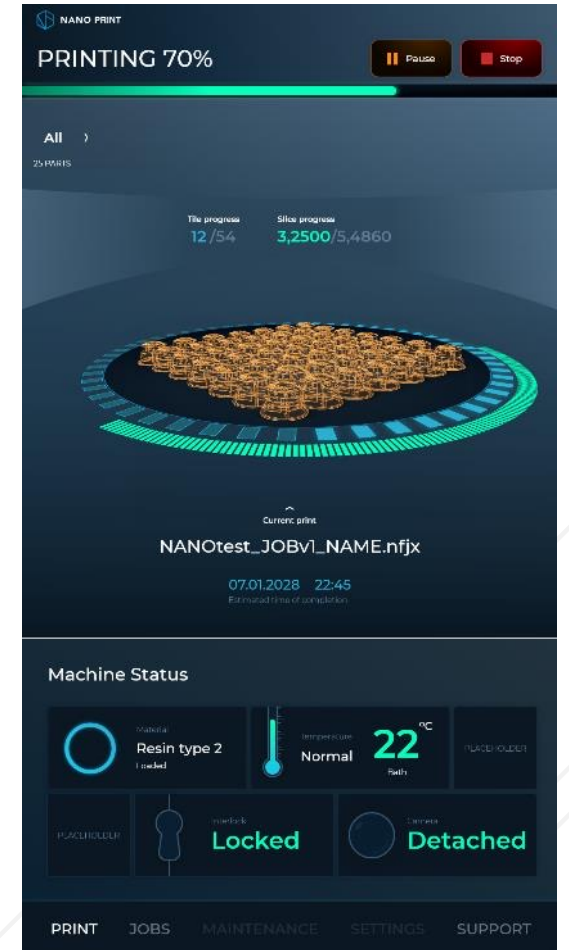 NANO PRINT
PRINTING 70%
Pause
Stop
All >
25 PARTS
Tile progress
12/54
Slice progress
3,2500/5,4860
Current print
NANOtest_JOBv1_NAME.nfjx
07.01.2028 22:45
Estimated time of completion
Machine Status
Material
Resin type 2
Loaded
Temperature
Normal
22 °C
Bath
PLACEHOLDER
PLACEHOLDER
Interlock
Locked
Camera
Detached
PRINT JOBS MAINTENANCE SETTINGS SUPPORT